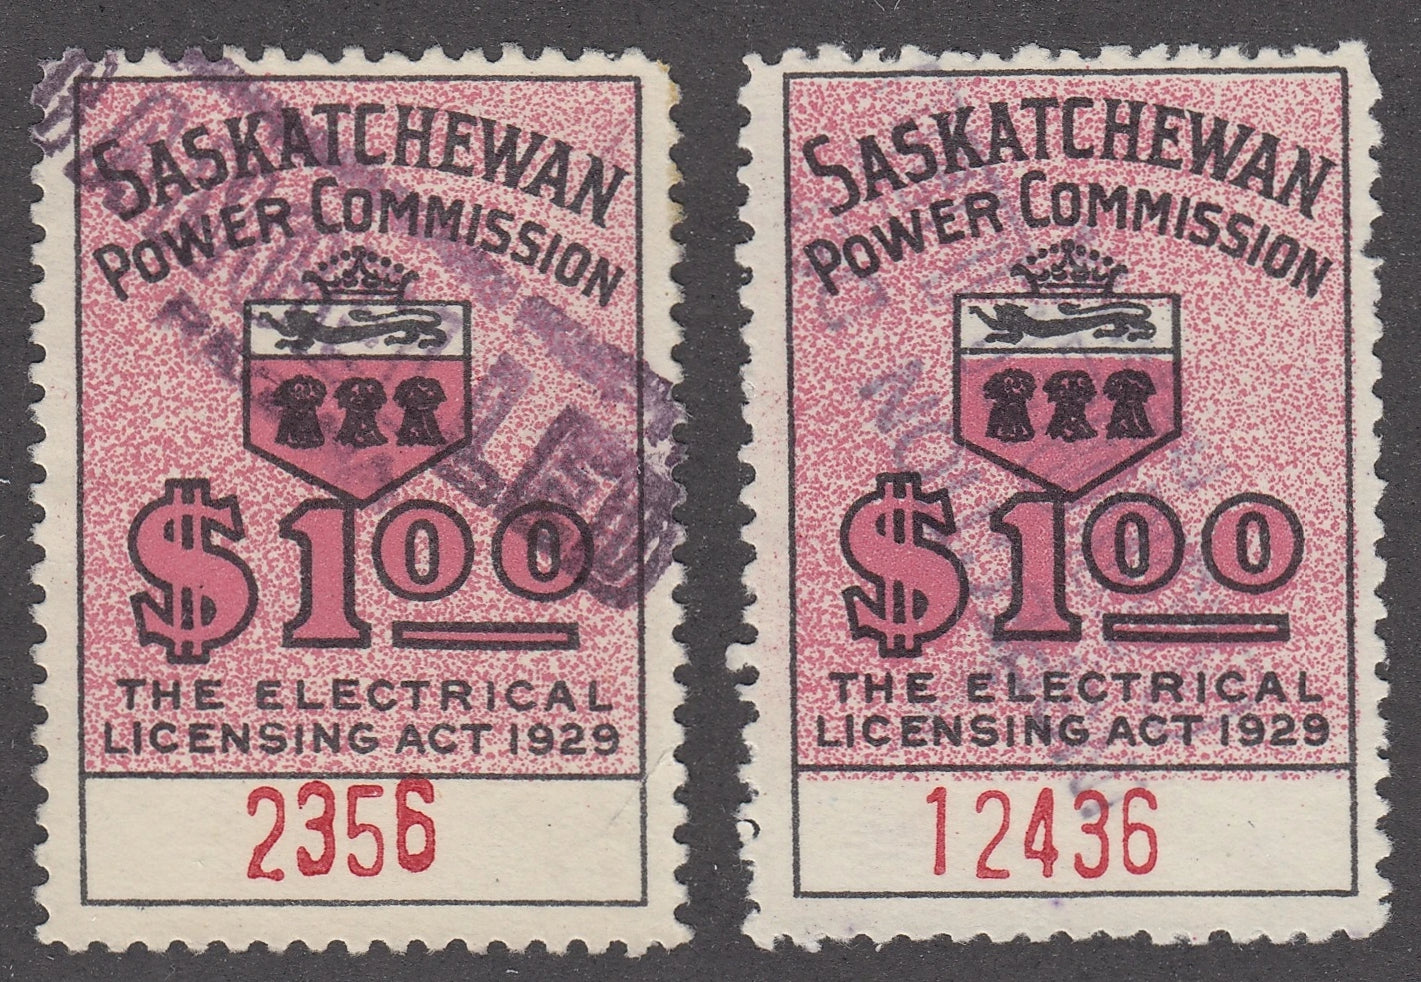 SASKATCHEWAN
POWER COMMISSION
$1.00
THE ELECTRICAL
LICENSING ACT 1929
2356
SASKATCHEWAN
POWER COMMISSION
$1.00
THE ELECTRICAL
LICENSING ACT 1929
12436